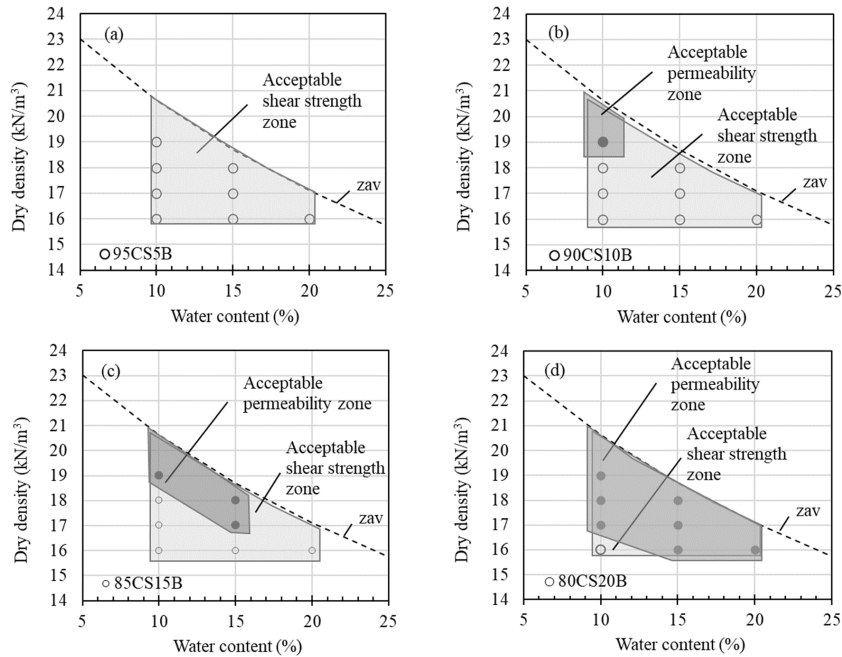 (a)
24
23
22
21
20
19
18
17
16
15
14
Dry density (kN/m³)
Acceptable
shear strength
zone
zav
95CS5B
5 10 15 20 25
Water content (%)
(b)
24
23
22
21
20
19
18
17
16
15
14
Dry density (kN/m³)
Acceptable
permeability
zone
Acceptable
shear strength
zone
zav
90CS10B
5 10 15 20 25
Water content (%)
(c)
24
23
22
21
20
19
18
17
16
15
14
Dry density (kN/m³)
Acceptable
permeability zone
Acceptable
shear strength
zone
zav
85CS15B
5 10 15 20 25
Water content (%)
(d)
24
23
22
21
20
19
18
17
16
15
14
Dry density (kN/m³)
Acceptable
permeability
zone
Acceptable
shear strength
zone
zav
80CS20B
5 10 15 20 25
Water content (%)